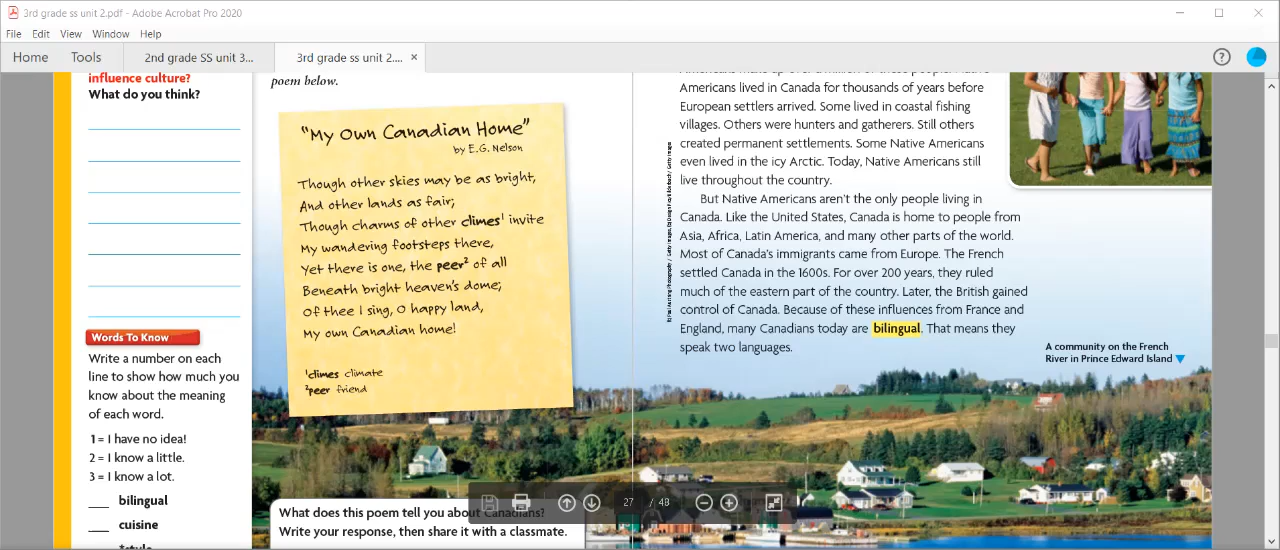 3rd grade ss unit 2.pdf - Adobe Acrobat Pro 2020
File Edit View Window Help
Home Tools 2nd grade SS unit 3... 3rd grade ss unit 2.... ×
influence culture?
What do you think?
Words To Know
Write a number on each
line to show how much you
know about the meaning
of each word.
1 = I have no idea!
2 = I know a little.
3 = I know a lot.
___ bilingual
___ cuisine
*style
poem below.
"My Own Canadian Home"
by E.G. Nelson
Though other skies may be as bright,
And other lands as fair;
Though charms of other climes¹ invite
My wandering footsteps there,
Yet there is one, the peer² of all
Beneath bright heaven's dome;
Of thee I sing, O happy land,
My own Canadian home!
¹climes climate
²peer friend
What does this poem tell you about Canadians?
Write your response, then share it with a classmate.
Americans make up over a million of these people. Native
Americans lived in Canada for thousands of years before
European settlers arrived. Some lived in coastal fishing
villages. Others were hunters and gatherers. Still others
created permanent settlements. Some Native Americans
even lived in the icy Arctic. Today, Native Americans still
live throughout the country.
But Native Americans aren't the only people living in
Canada. Like the United States, Canada is home to people from
Asia, Africa, Latin America, and many other parts of the world.
Most of Canada's immigrants came from Europe. The French
settled Canada in the 1600s. For over 200 years, they ruled
much of the eastern part of the country. Later, the British gained
control of Canada. Because of these influences from France and
England, many Canadians today are bilingual. That means they
speak two languages.
A community on the French
River in Prince Edward Island
27 / 48